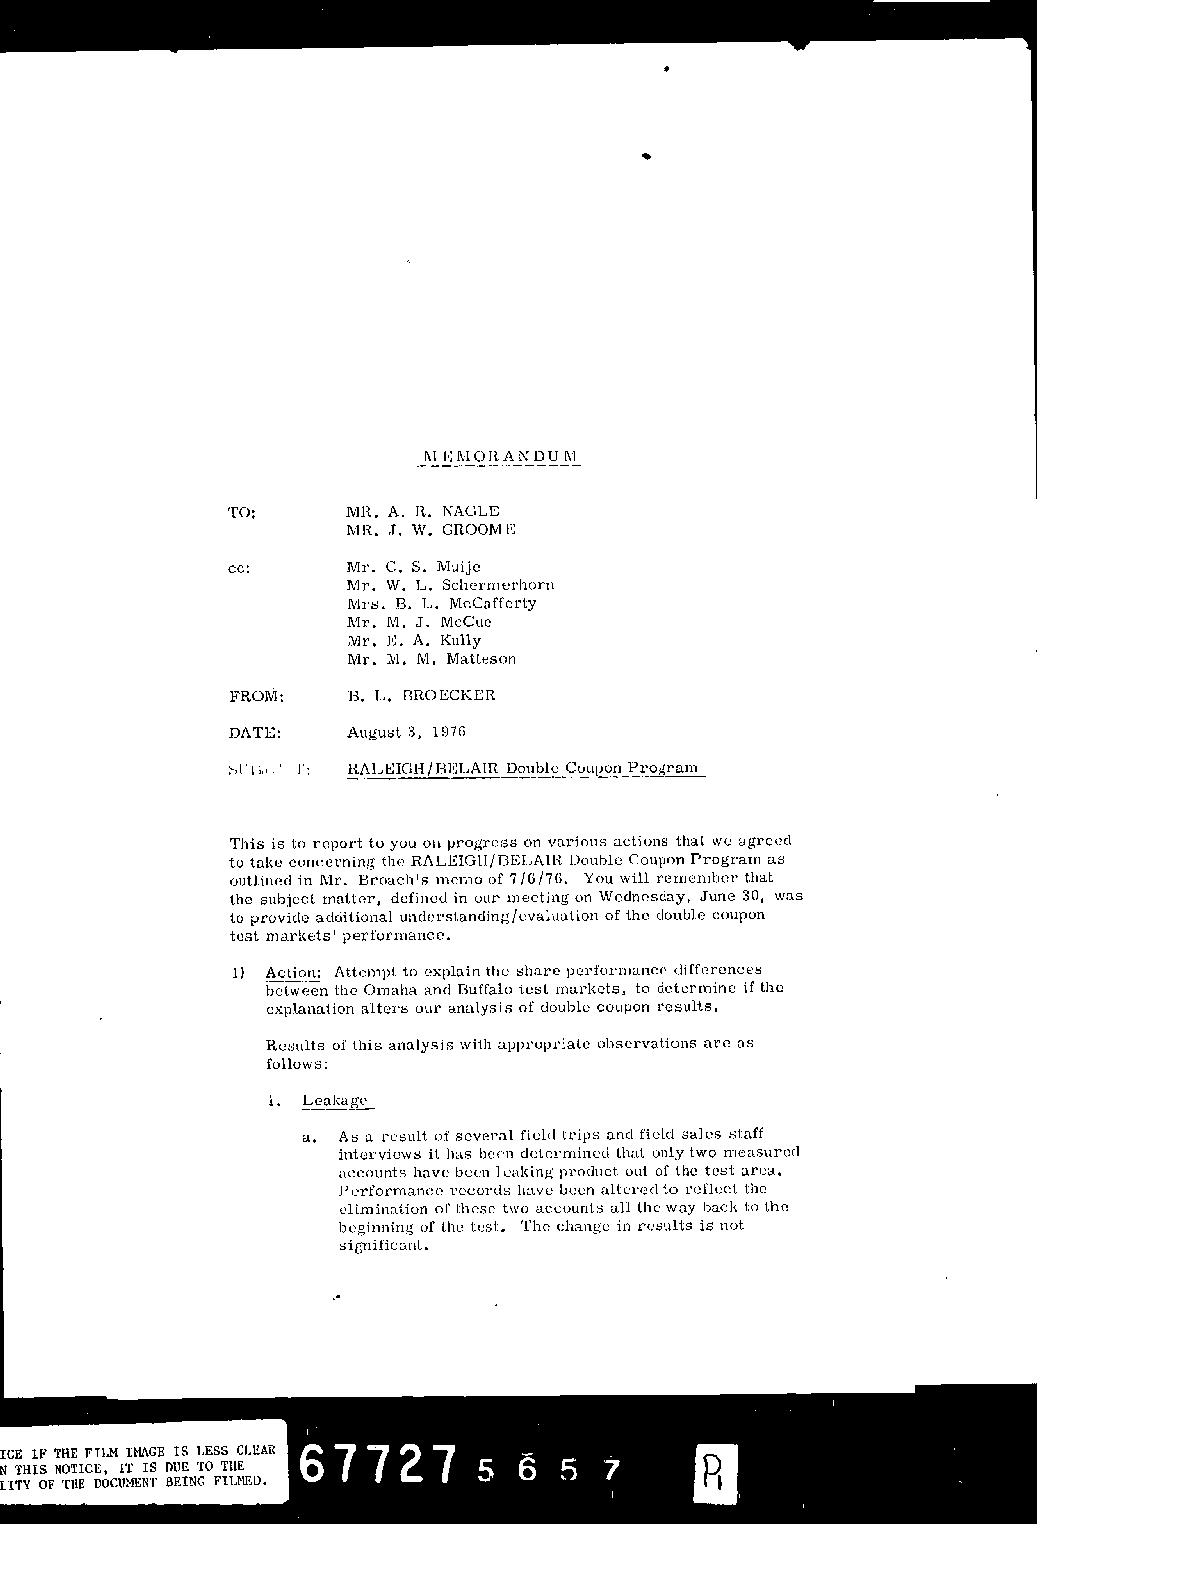 MEMORANDUM
TO: MR. A. R. NAGLE
MR. J. W. GROOME
cc: Mr. C. S. Muije
Mr. W. L. Schermerhorn
Mrs. B. L. McCafferty
Mr. M. J. McCue
Mr. E. A. Kully
Mr. M. M. Matteson
FROM: B. L. BROECKER
DATE: August 3, 1976
RALEIGH/BELAIR Double Coupon Program
This is to report to you on progress on various actions that we agreed
to take concerning the RALEIGH/BELAIR Double Coupon Program as
outlined in Mr. Broach's memo of 7/6/76. You will remember that
the subject matter, defined in our meeting on Wednesday, June 30, was
to provide additional understanding/evaluation of the double coupon
test markets' performance.
1) Action: Attempt to explain the share performance differences
between the Omaha and Buffalo test markets, to determine if the
explanation alters our analysis of double coupon results.
Results of this analysis with appropriate observations are as
follows:
i. Leakage
a. As a result of several field trips and field sales staff
interviews it has been determined that only two measured
accounts have been leaking product out of the test area.
Performance records have been altered to reflect the
elimination of these two accounts all the way back to the
beginning of the test. The change in results is not
significant.
ICE IF THE FILM IMAGE IS LESS CLEAR
N THIS NOTICE, IT IS DUE TO THE
LITY OF THE DOCUMENT BEING FILMED.
67727 5657 R